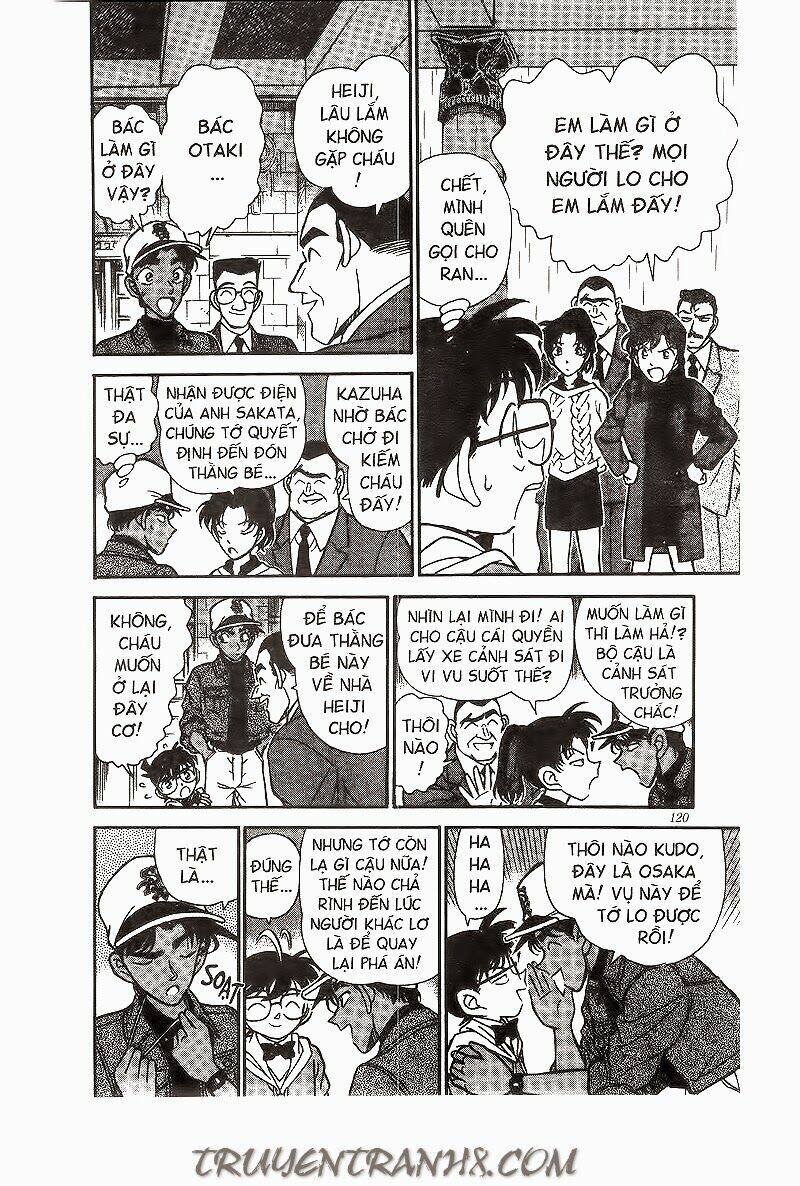 EM LÀM GÌ Ở
ĐÂY THẾ? MỌI
NGƯỜI LO CHO
EM LẮM ĐẤY!
CHẾT,
MÌNH
QUÊN
GỌI CHO
RAN...
HEIJI,
LÂU LẮM
KHÔNG
GẶP CHÁU
!
BÁC
OTAKI
...
BÁC
LÀM GÌ
Ở ĐÂY
VẬY?
KAZUHA
NHỜ BÁC
CHỞ ĐI
KIẾM
CHÁU
ĐẤY!
NHẬN ĐƯỢC ĐIỆN
CỦA ANH SAKATA,
CHÚNG TỚ QUYẾT
ĐỊNH ĐẾN ĐÓN
THẰNG BÉ...
THẬT
ĐA
SỰ...
MUỐN LÀM GÌ
THÌ LÀM HẢ!?
BỘ CẬU LÀ
CẢNH SÁT
TRƯỞNG
CHẮC!
NHÌN LẠI MÌNH ĐI! AI
CHO CẬU CÁI QUYỀN
LẤY XE CẢNH SÁT ĐI
VI VU SUỐT THẾ?
THÔI
NÀO!
ĐỂ BÁC
ĐƯA THẰNG
BÉ NÀY
VỀ NHÀ
HEIJI
CHO!
KHÔNG,
CHÁU
MUỐN
Ở LẠI
ĐÂY
CƠ!
120
THÔI NÀO KUDO,
ĐÂY LÀ OSAKA
MÀ! VỤ NÀY ĐỂ
TỚ LO ĐƯỢC
RỒI!
HA
HA
HA
...
NHƯNG TỚ CÒN
LẠ GÌ CẬU NỮA!
THẾ NÀO CHẢ
RÌNH ĐẾN LÚC
NGƯỜI KHÁC LƠ
LÀ ĐỂ QUAY
LẠI PHÁ ÁN!
ĐỨNG
THẾ...
THẬT
LÀ...
SOẠT
TRUYENTRANH8.COM